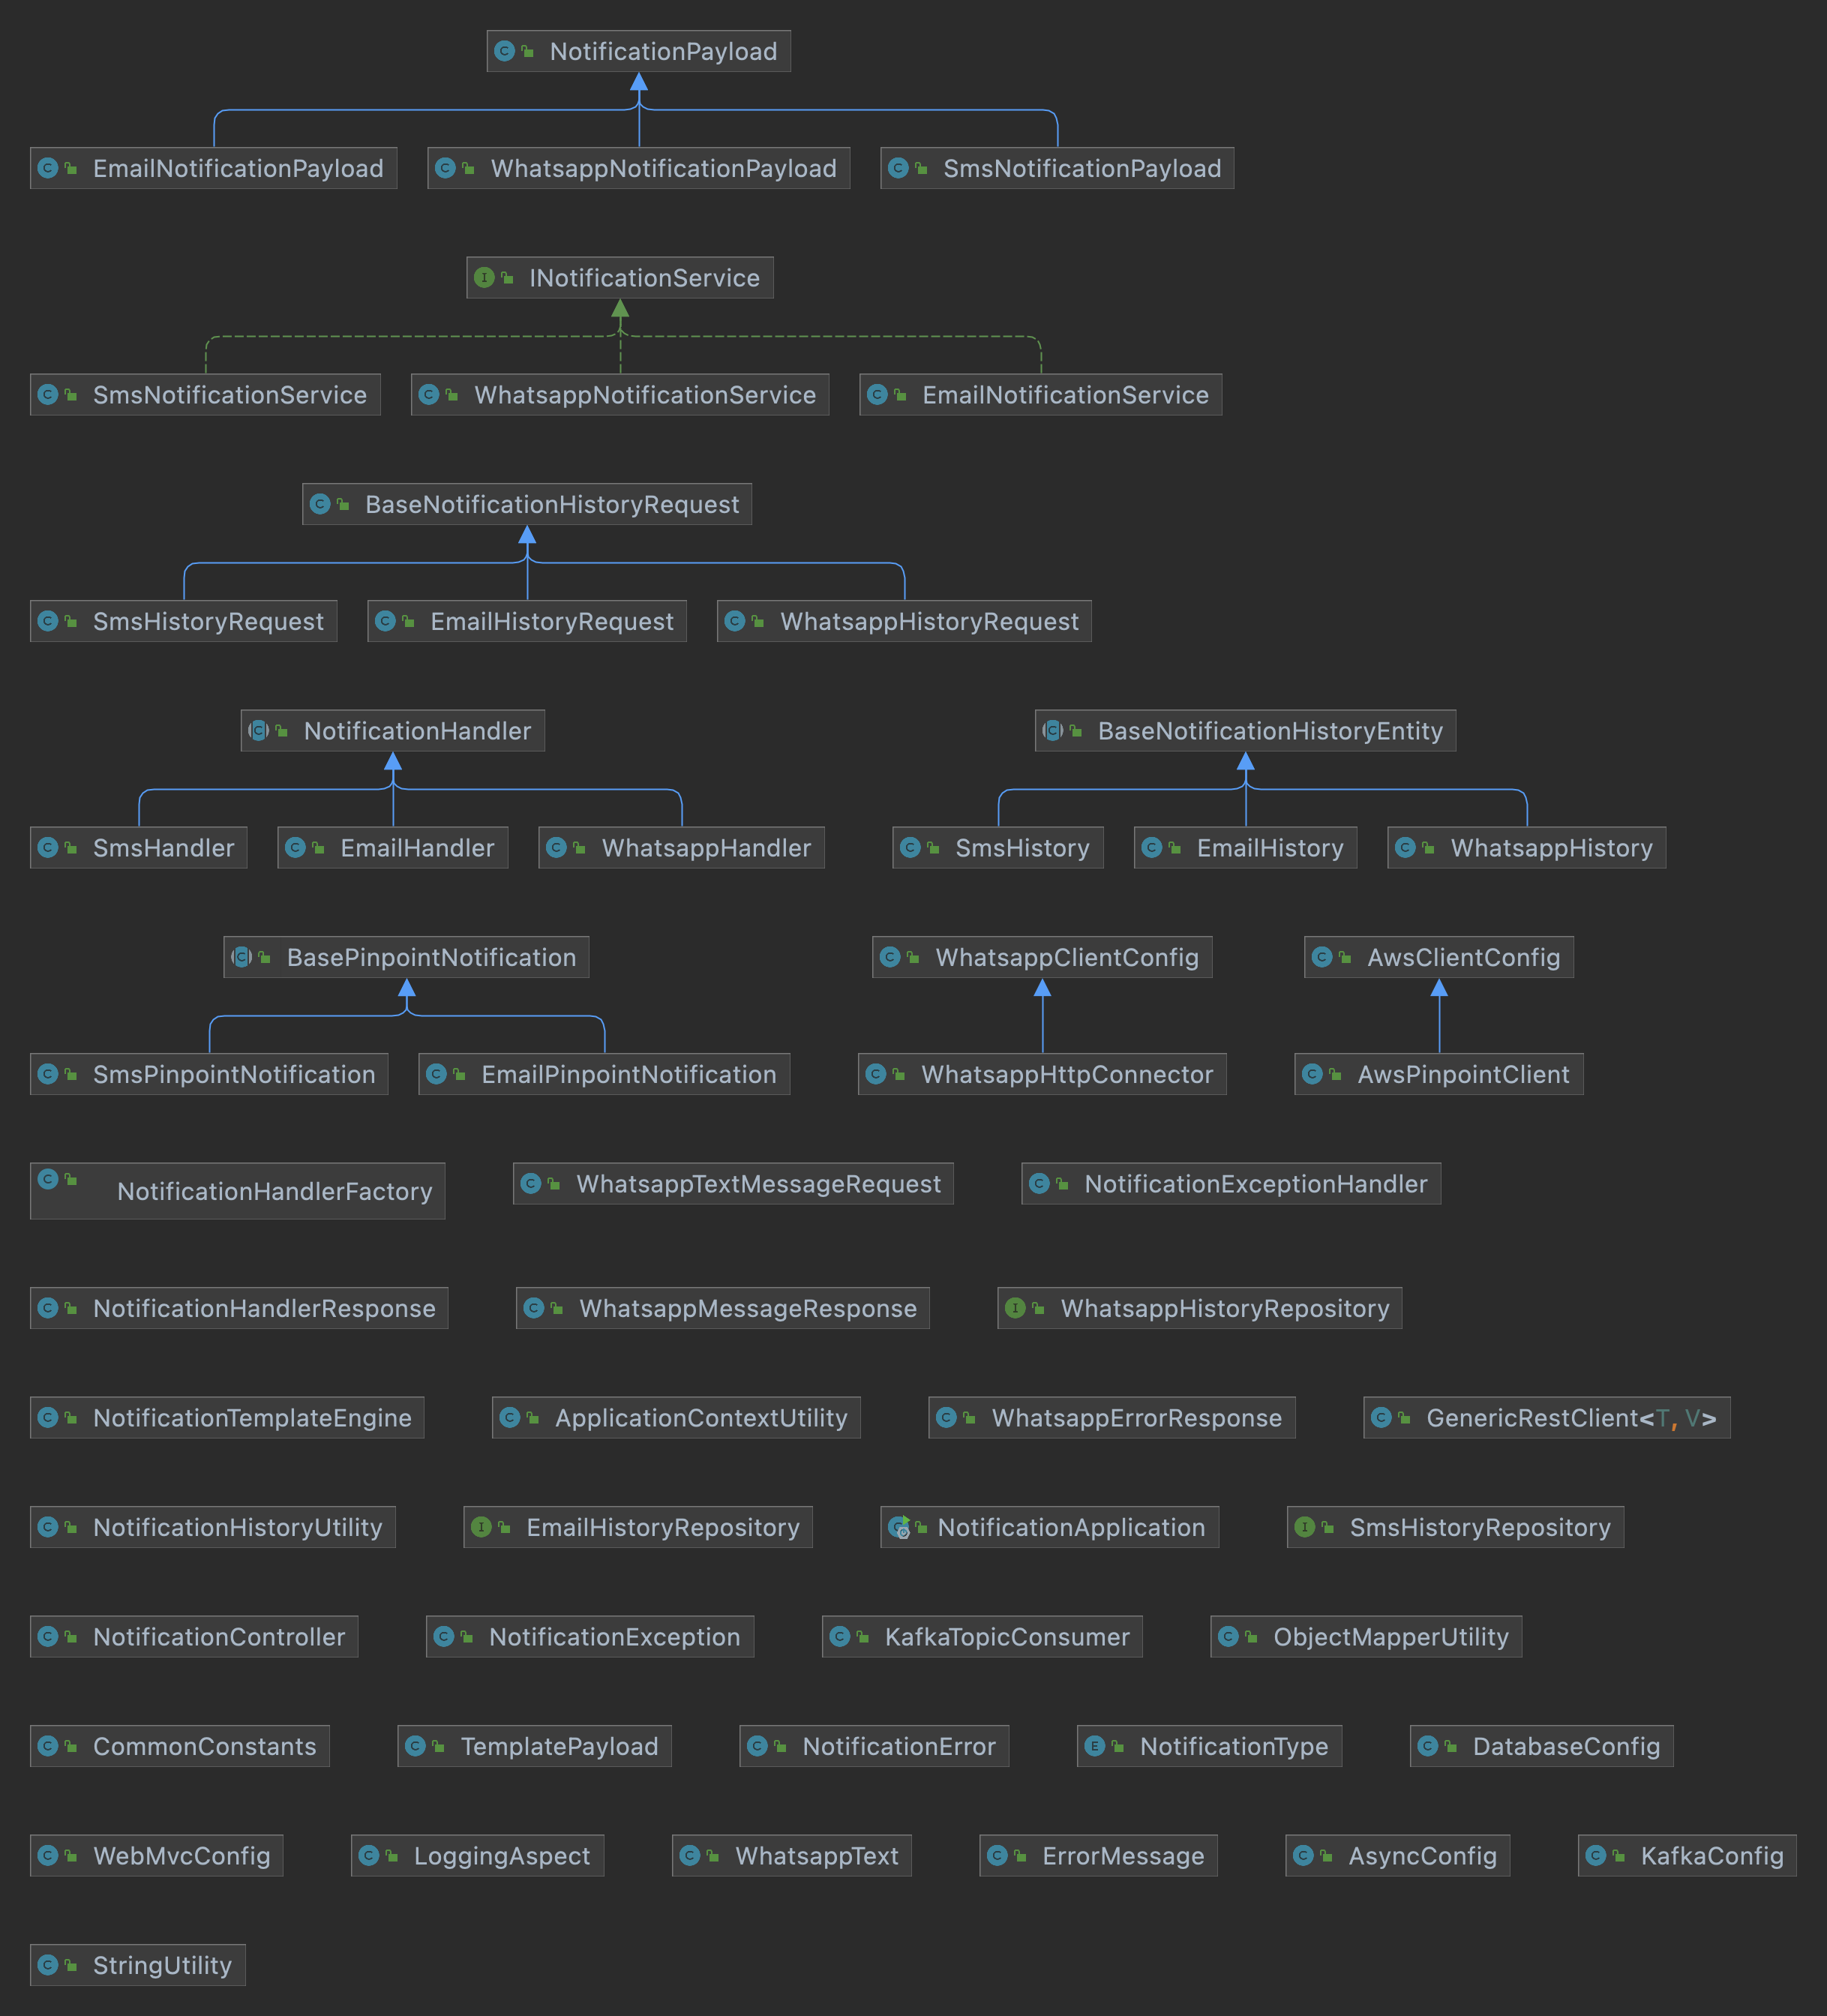 NotificationPayload
EmailNotificationPayload WhatsappNotificationPayload SmsNotificationPayload
INotificationService
SmsNotificationService WhatsappNotificationService EmailNotificationService
BaseNotificationHistoryRequest
SmsHistoryRequest EmailHistoryRequest WhatsappHistoryRequest
NotificationHandler BaseNotificationHistoryEntity
SmsHandler EmailHandler WhatsappHandler SmsHistory EmailHistory WhatsappHistory
BasePinpointNotification WhatsappClientConfig AwsClientConfig
SmsPinpointNotification EmailPinpointNotification WhatsappHttpConnector AwsPinpointClient
NotificationHandlerFactory WhatsappTextMessageRequest NotificationExceptionHandler
NotificationHandlerResponse WhatsappMessageResponse WhatsappHistoryRepository
NotificationTemplateEngine ApplicationContextUtility WhatsappErrorResponse GenericRestClient<T, V>
NotificationHistoryUtility EmailHistoryRepository NotificationApplication SmsHistoryRepository
NotificationController NotificationException KafkaTopicConsumer ObjectMapperUtility
CommonConstants TemplatePayload NotificationError NotificationType DatabaseConfig
WebMvcConfig LoggingAspect WhatsappText ErrorMessage AsyncConfig KafkaConfig
StringUtility